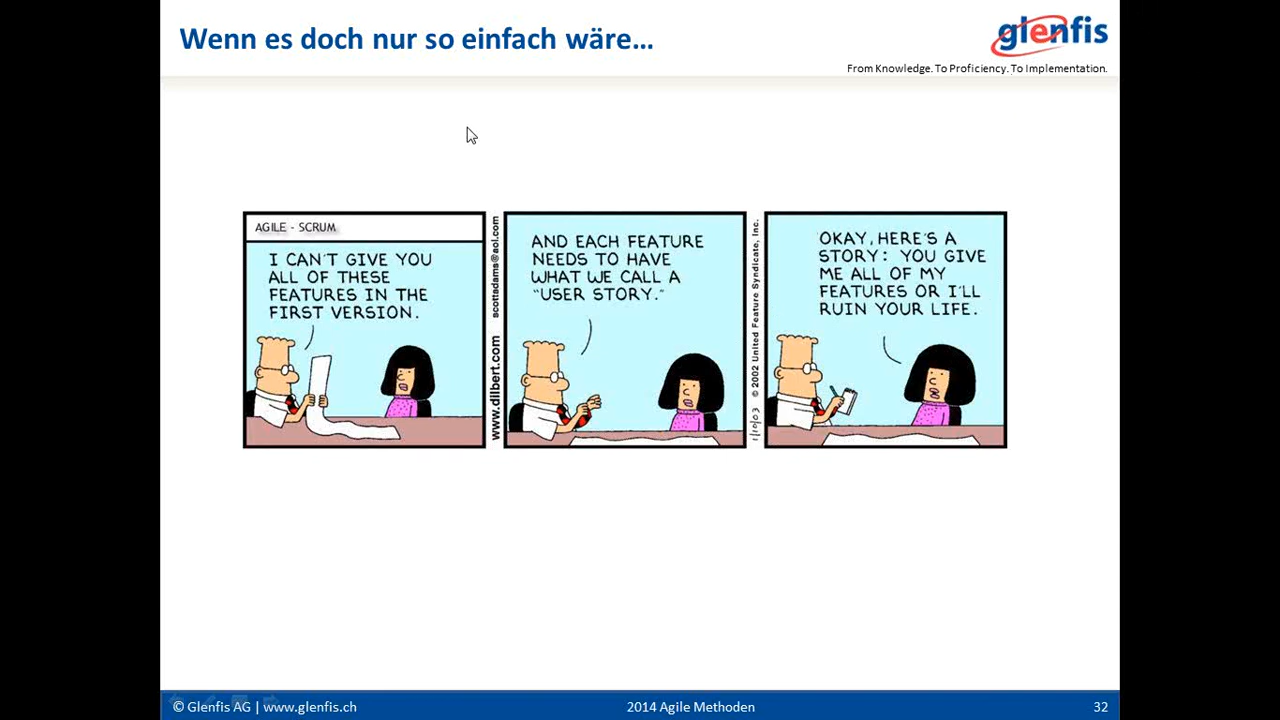 Wenn es doch nur so einfach wäre...
glenfis
From Knowledge. To Proficiency. To Implementation.
AGILE - SCRUM
I CAN'T GIVE YOU
ALL OF THESE
FEATURES IN THE
FIRST VERSION.
www.dilbert.com scottadams@aol.com
AND EACH FEATURE
NEEDS TO HAVE
WHAT WE CALL A
"USER STORY."
1/10/03 © 2002 United Feature Syndicate, Inc.
OKAY, HERE'S A
STORY: YOU GIVE
ME ALL OF MY
FEATURES OR I'LL
RUIN YOUR LIFE.
© Glenfis AG | www.glenfis.ch
2014 Agile Methoden
32